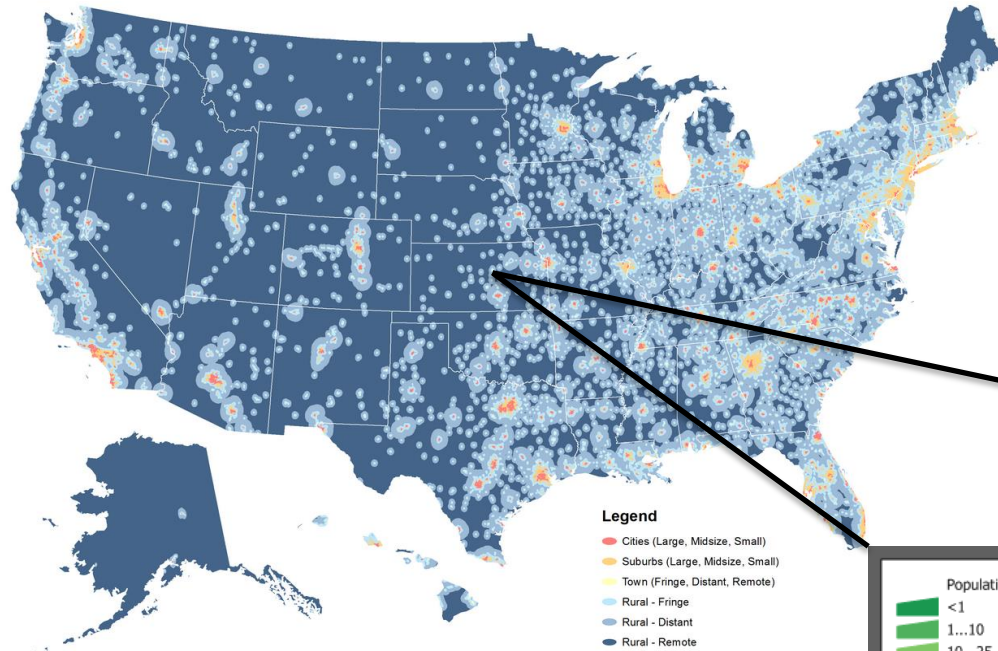 Legend
Cities (Large, Midsize, Small)
Suburbs (Large, Midsize, Small)
Town (Fringe, Distant, Remote)
Rural - Fringe
Rural - Distant
Rural - Remote
<1
1...10